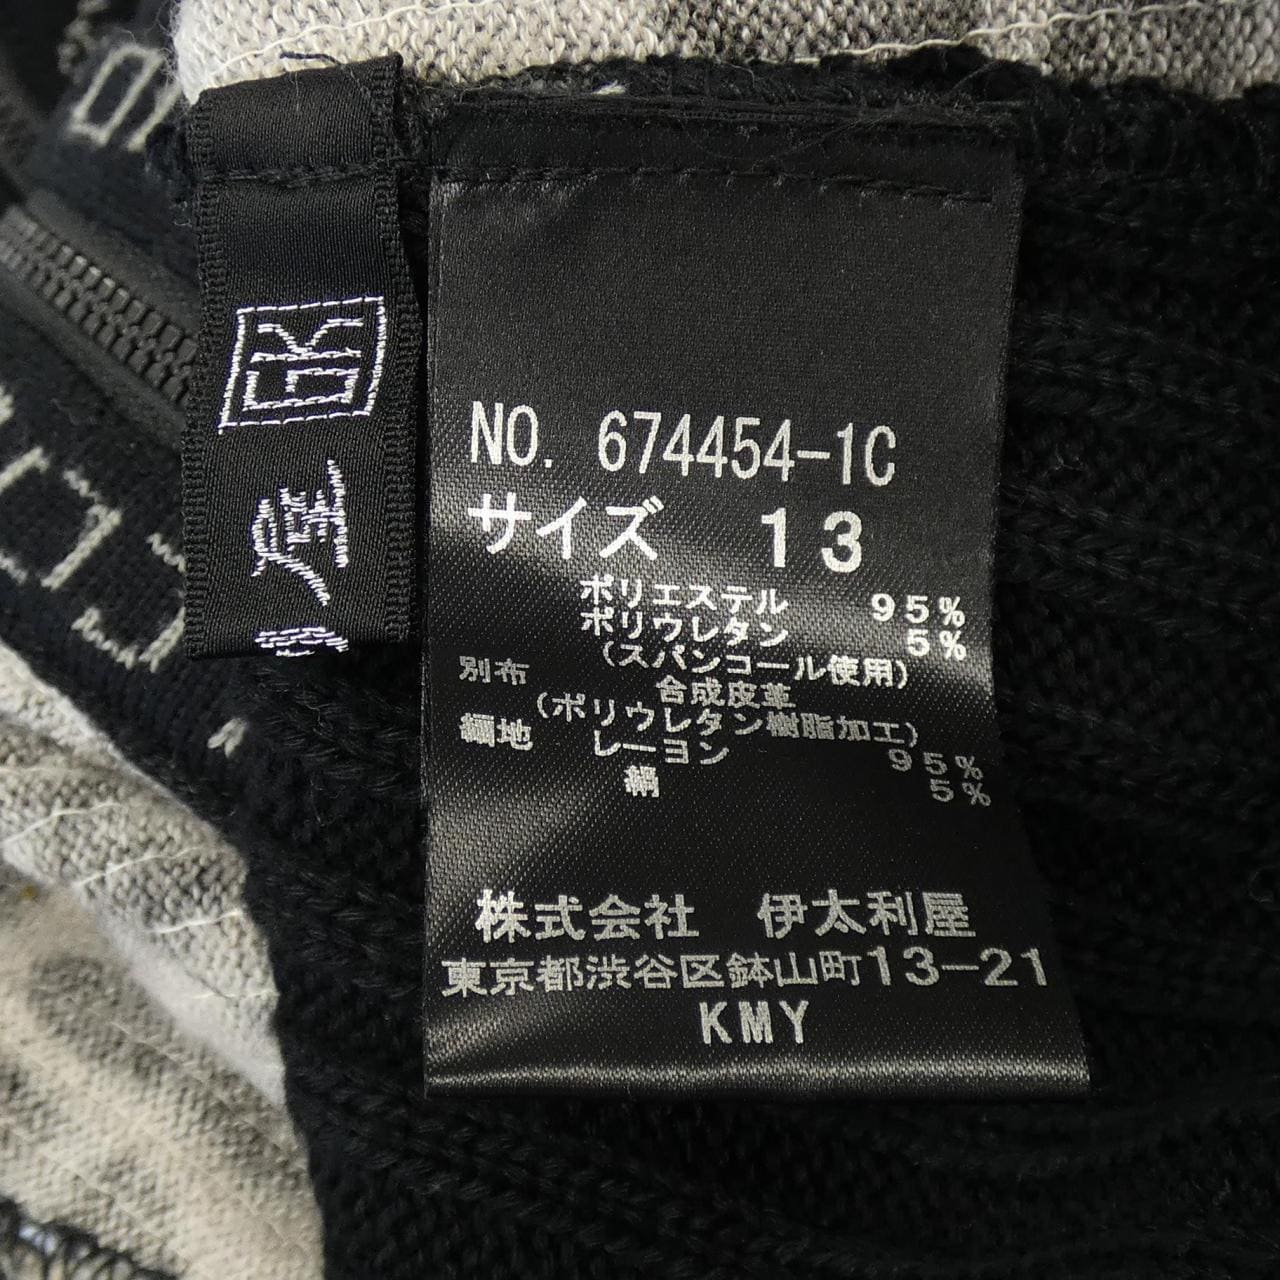 NO. 674454-1C
サイズ 13
ポリエステル 95%
ポリウレタン 5%
(スパンコール使用)
別布 合成皮革
(ポリウレタン樹脂加工)
編地 レーヨン 95%
絹 5%
株式会社 伊太利屋
東京都渋谷区鉢山町13-21
KMY
GK